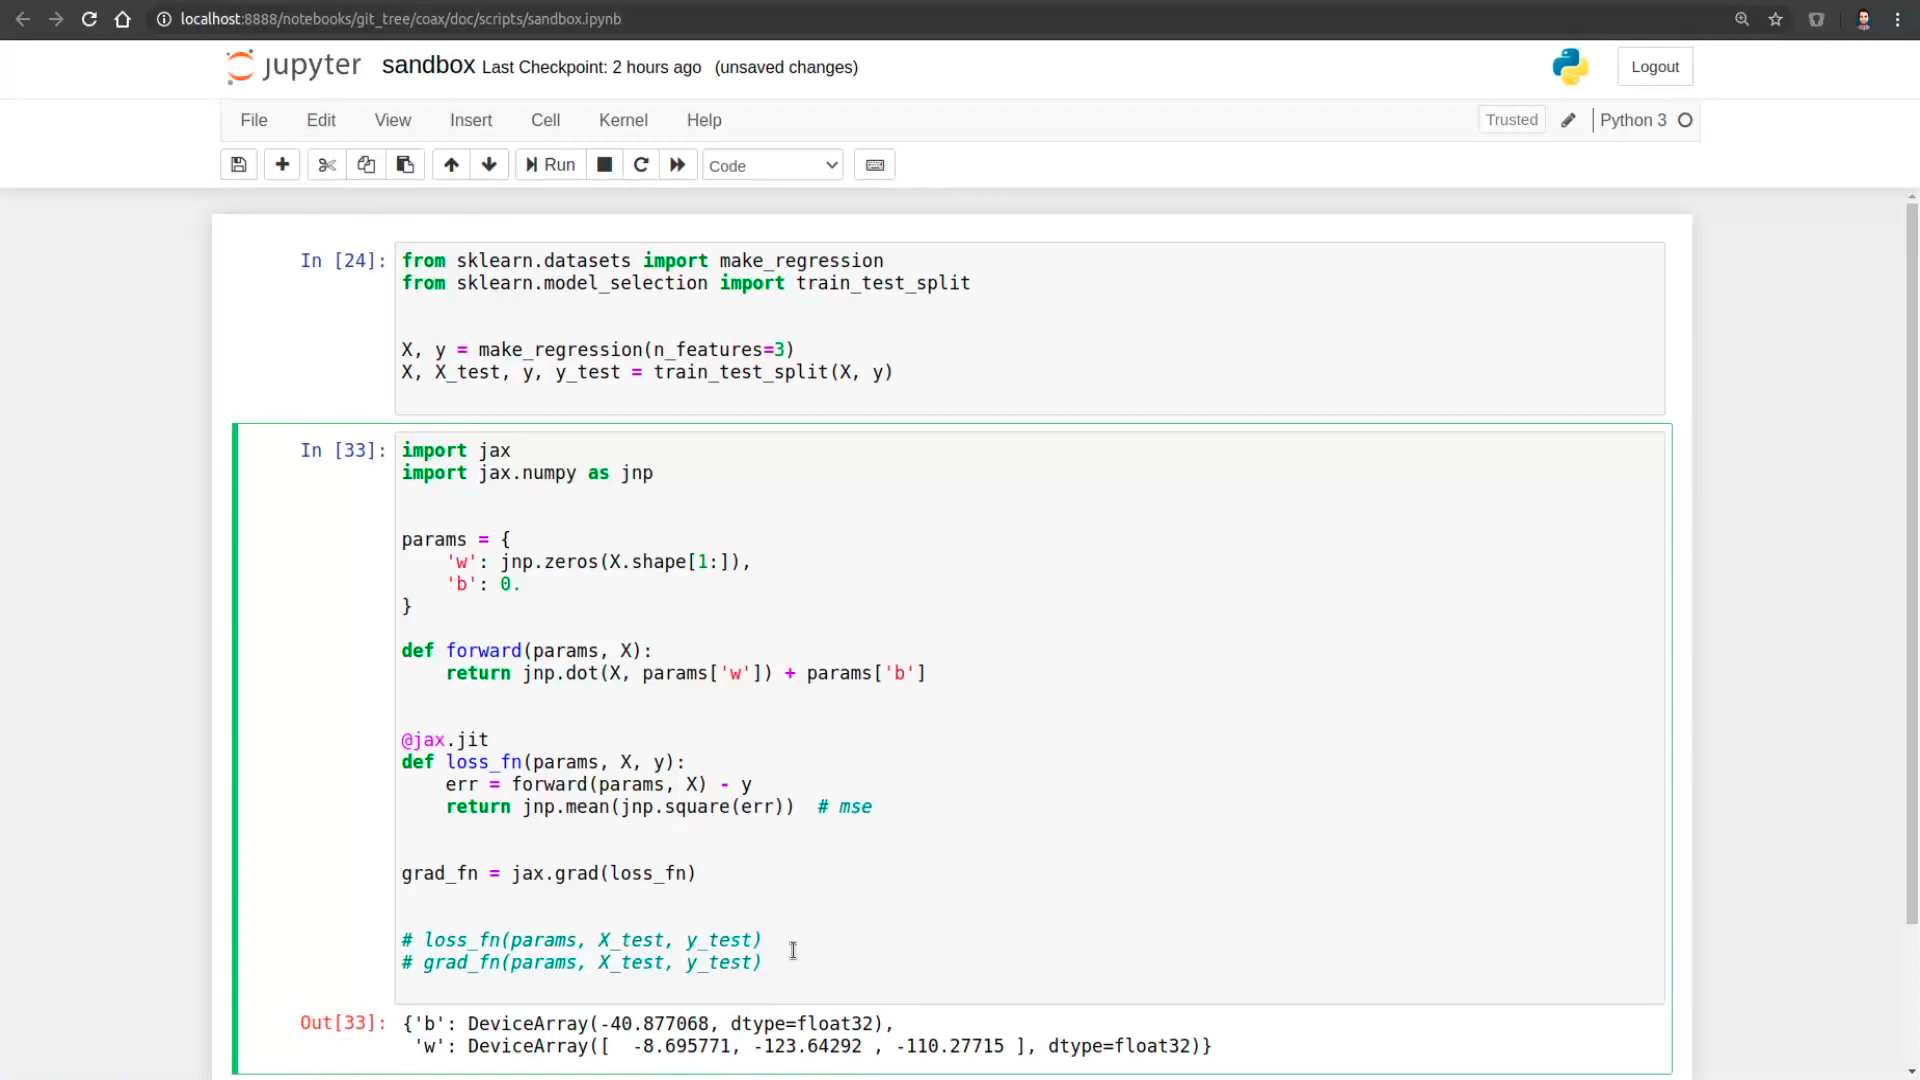 localhost:8888/notebooks/git_tree/coax/doc/scripts/sandbox.ipynb
jupyter sandbox Last Checkpoint: 2 hours ago (unsaved changes) Logout
File Edit View Insert Cell Kernel Help Trusted Python 3
Run Code
In [24]: from sklearn.datasets import make_regression
from sklearn.model_selection import train_test_split
X, y = make_regression(n_features=3)
X, X_test, y, y_test = train_test_split(X, y)
In [33]: import jax
import jax.numpy as jnp
params = {
    'w': jnp.zeros(X.shape[1:]),
    'b': 0.
}
def forward(params, X):
    return jnp.dot(X, params['w']) + params['b']
@jax.jit
def loss_fn(params, X, y):
    err = forward(params, X) - y
    return jnp.mean(jnp.square(err))  # mse
grad_fn = jax.grad(loss_fn)
# loss_fn(params, X_test, y_test)
# grad_fn(params, X_test, y_test)
Out[33]: {'b': DeviceArray(-40.877068, dtype=float32),
 'w': DeviceArray([  -8.695771, -123.64292 , -110.27715 ], dtype=float32)}